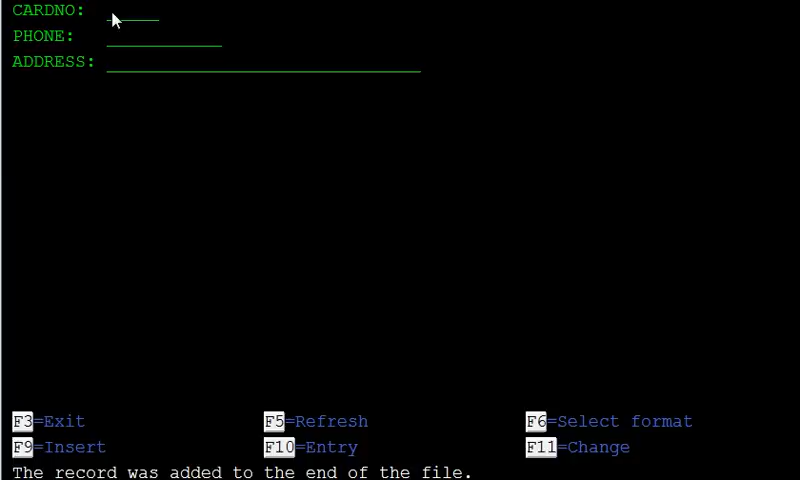 CARDNO:
PHONE:
ADDRESS:
F3=Exit F5=Refresh F6=Select format
F9=Insert F10=Entry F11=Change
The record was added to the end of the file.